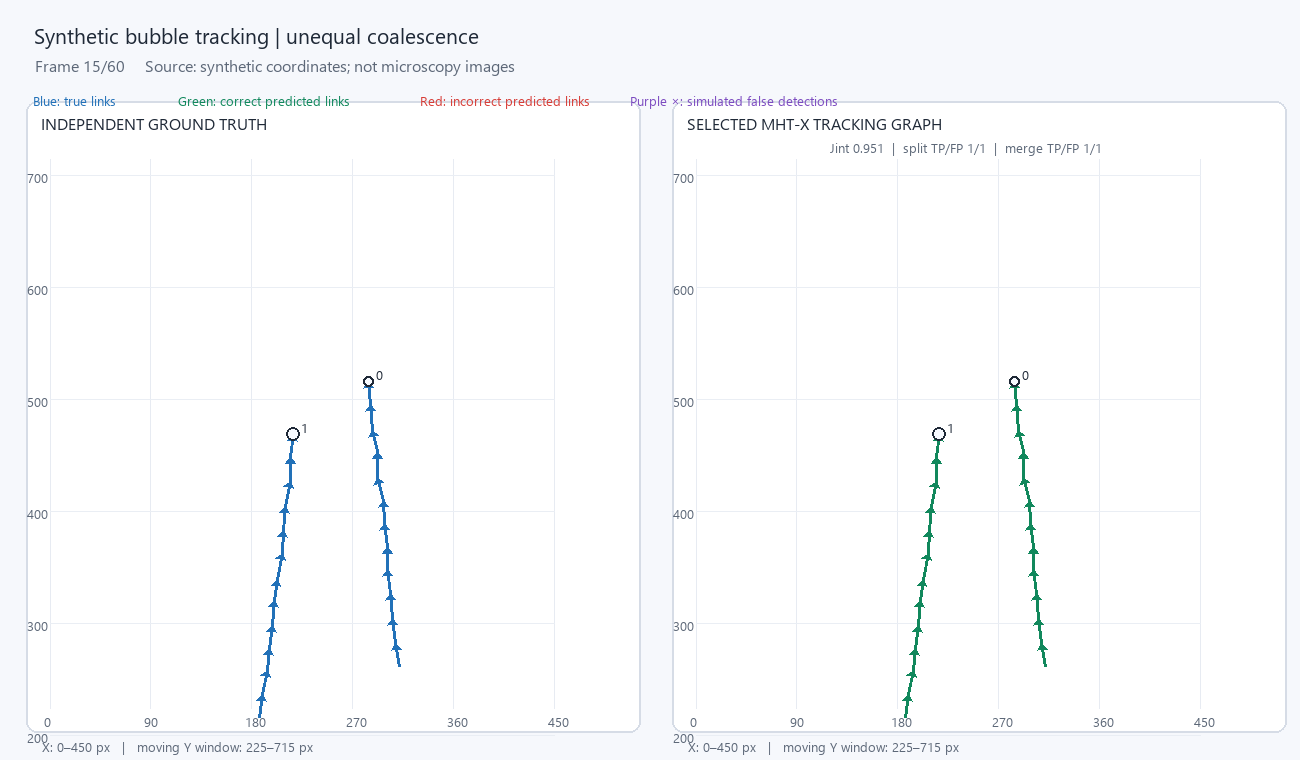 Synthetic bubble tracking | unequal coalescence
Frame 15/60 Source: synthetic coordinates; not microscopy images
Blue: true links Green: correct predicted links Red: incorrect predicted links Purple ×: simulated false detections
INDEPENDENT GROUND TRUTH
700
600
500
400
300
200
0 90 180 270 360 450
0
1
X: 0–450 px | moving Y window: 225–715 px
SELECTED MHT-X TRACKING GRAPH
Jint 0.951 | split TP/FP 1/1 | merge TP/FP 1/1
700
600
500
400
300
200
0 90 180 270 360 450
0
1
X: 0–450 px | moving Y window: 225–715 px